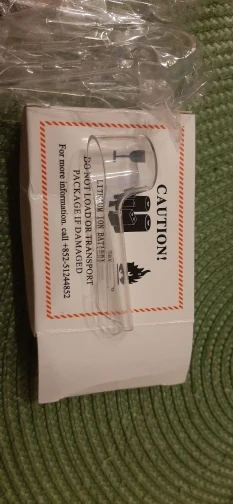 CAUTION!
LITHIUM ION BATTERY
DO NOT LOAD OR TRANSPORT
PACKAGE IF DAMAGED
For more information, call +852-51244852